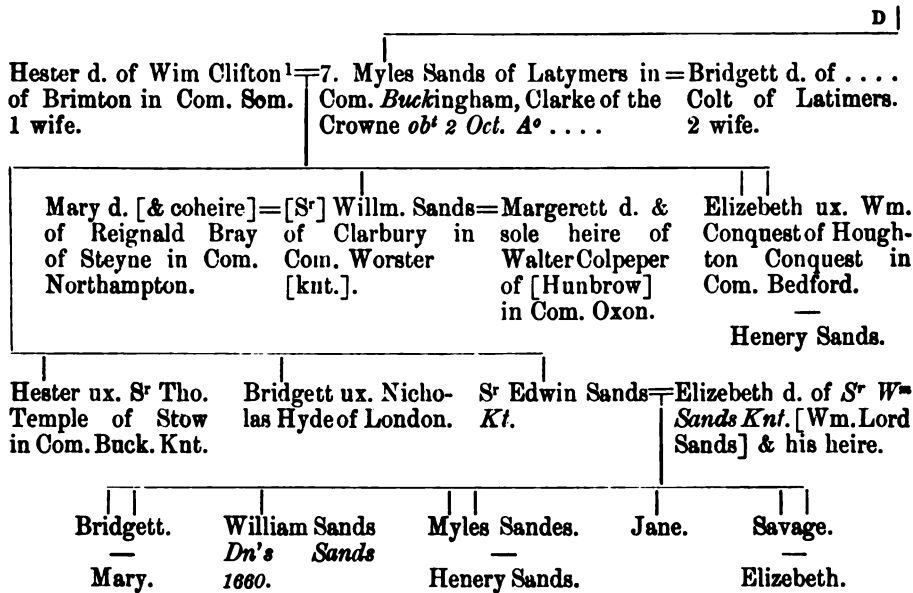 D
Hester d. of Wim Clifton ¹=7. Myles Sands of Latymers in = Bridgett d. of . . . .
of Brimton in Com. Som. Com. Buckingham, Clarke of the Colt of Latimers.
1 wife. Crowne obᵗ 2 Oct. Aᵒ . . . . 2 wife.
Mary d. [& coheire]=[Sʳ] Willm. Sands=Margerett d. & Elizebeth ux. Wm.
of Reignald Bray of Clarbury in sole heire of Conquest of Hough-
of Steyne in Com. Com. Worster Walter Colpeper ton Conquest in
Northampton. [knt.]. of [Hunbrow] Com. Bedford.
in Com. Oxon.
Henery Sands.
Hester ux. Sʳ Tho. Bridgett ux. Nicho- Sʳ Edwin Sands=Elizebeth d. of Sʳ Wᵐ
Temple of Stow las Hyde of London. Kt. Sands Knt. [Wm. Lord
in Com. Buck. Knt. Sands] & his heire.
Bridgett. William Sands Myles Sandes. Jane. Savage.
Dn's Sands
Mary. 1660. Henery Sands. Elizebeth.